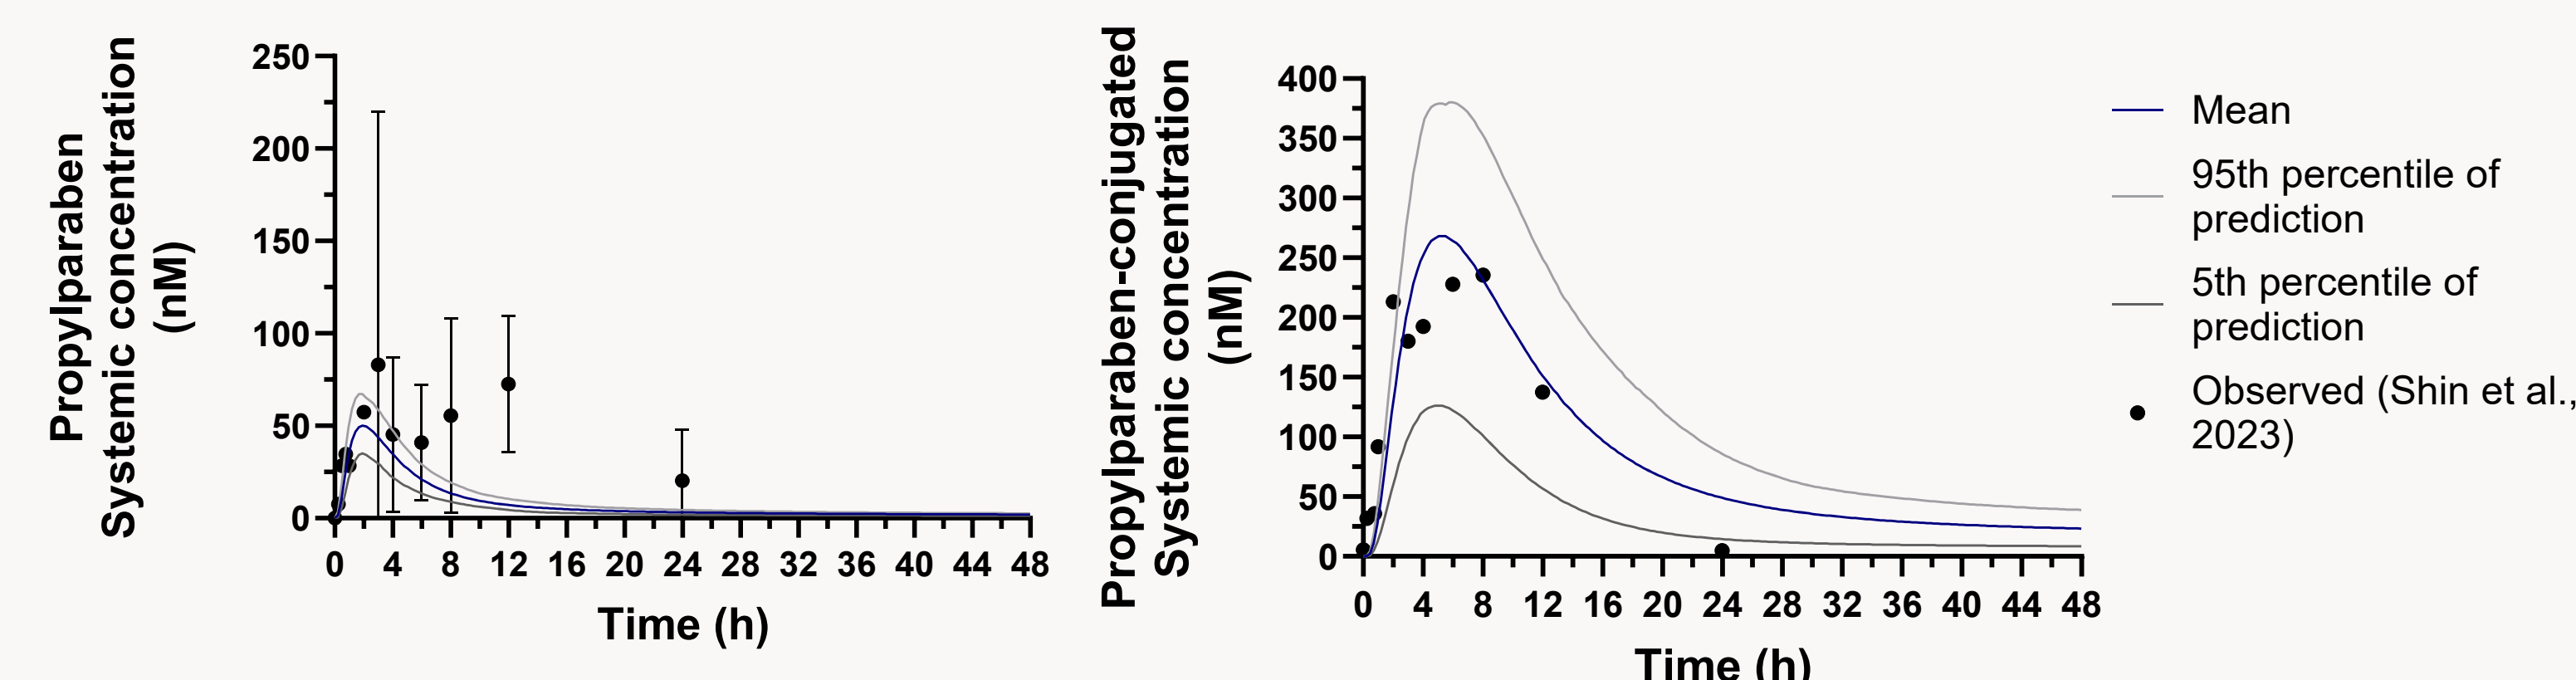 Propylparaben
Systemic concentration
(nM)
250
200
150
100
50
0
0 4 8 12 16 20 24 28 32 36 40 44 48
Time (h)
Propylparaben-conjugated
Systemic concentration
(nM)
400
350
300
250
200
150
100
50
0
0 4 8 12 16 20 24 28 32 36 40 44 48
Time (h)
Mean
95th percentile of
prediction
5th percentile of
prediction
Observed (Shin et al.,
2023)